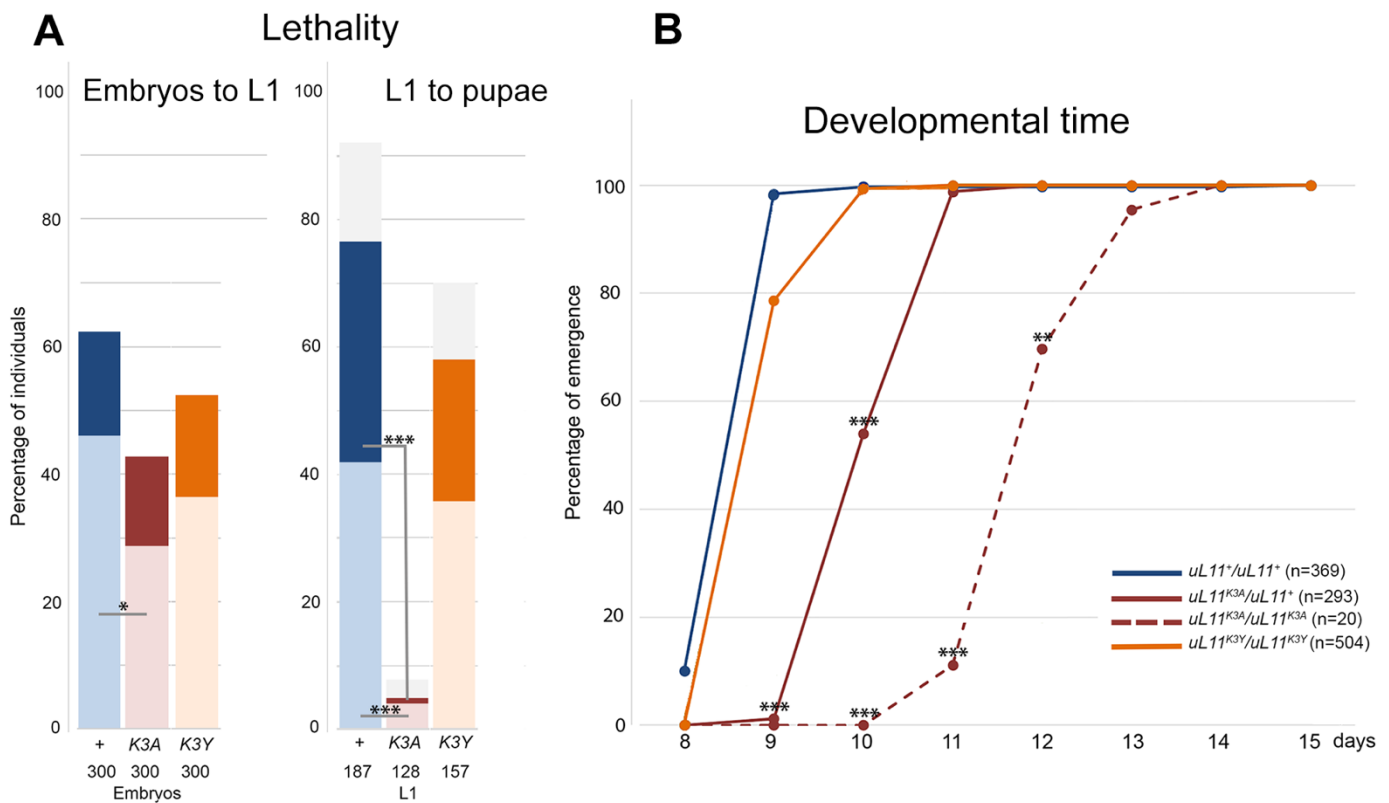 A
Lethality
Embryos to L1
L1 to pupae
Percentage of individuals
100
80
60
40
20
0
*
+ K3A K3Y
300 300 300
Embryos
100
80
60
40
20
0
***
***
+ K3A K3Y
187 128 157
L1
B
Developmental time
Percentage of emergence
100
80
60
40
20
0
***
***
***
***
**
8 9 10 11 12 13 14 15 days
uL11⁺/uL11⁺ (n=369)
uL11ᴷ³ᴬ/uL11⁺ (n=293)
uL11ᴷ³ᴬ/uL11ᴷ³ᴬ (n=20)
uL11ᴷ³ʸ/uL11ᴷ³ʸ (n=504)